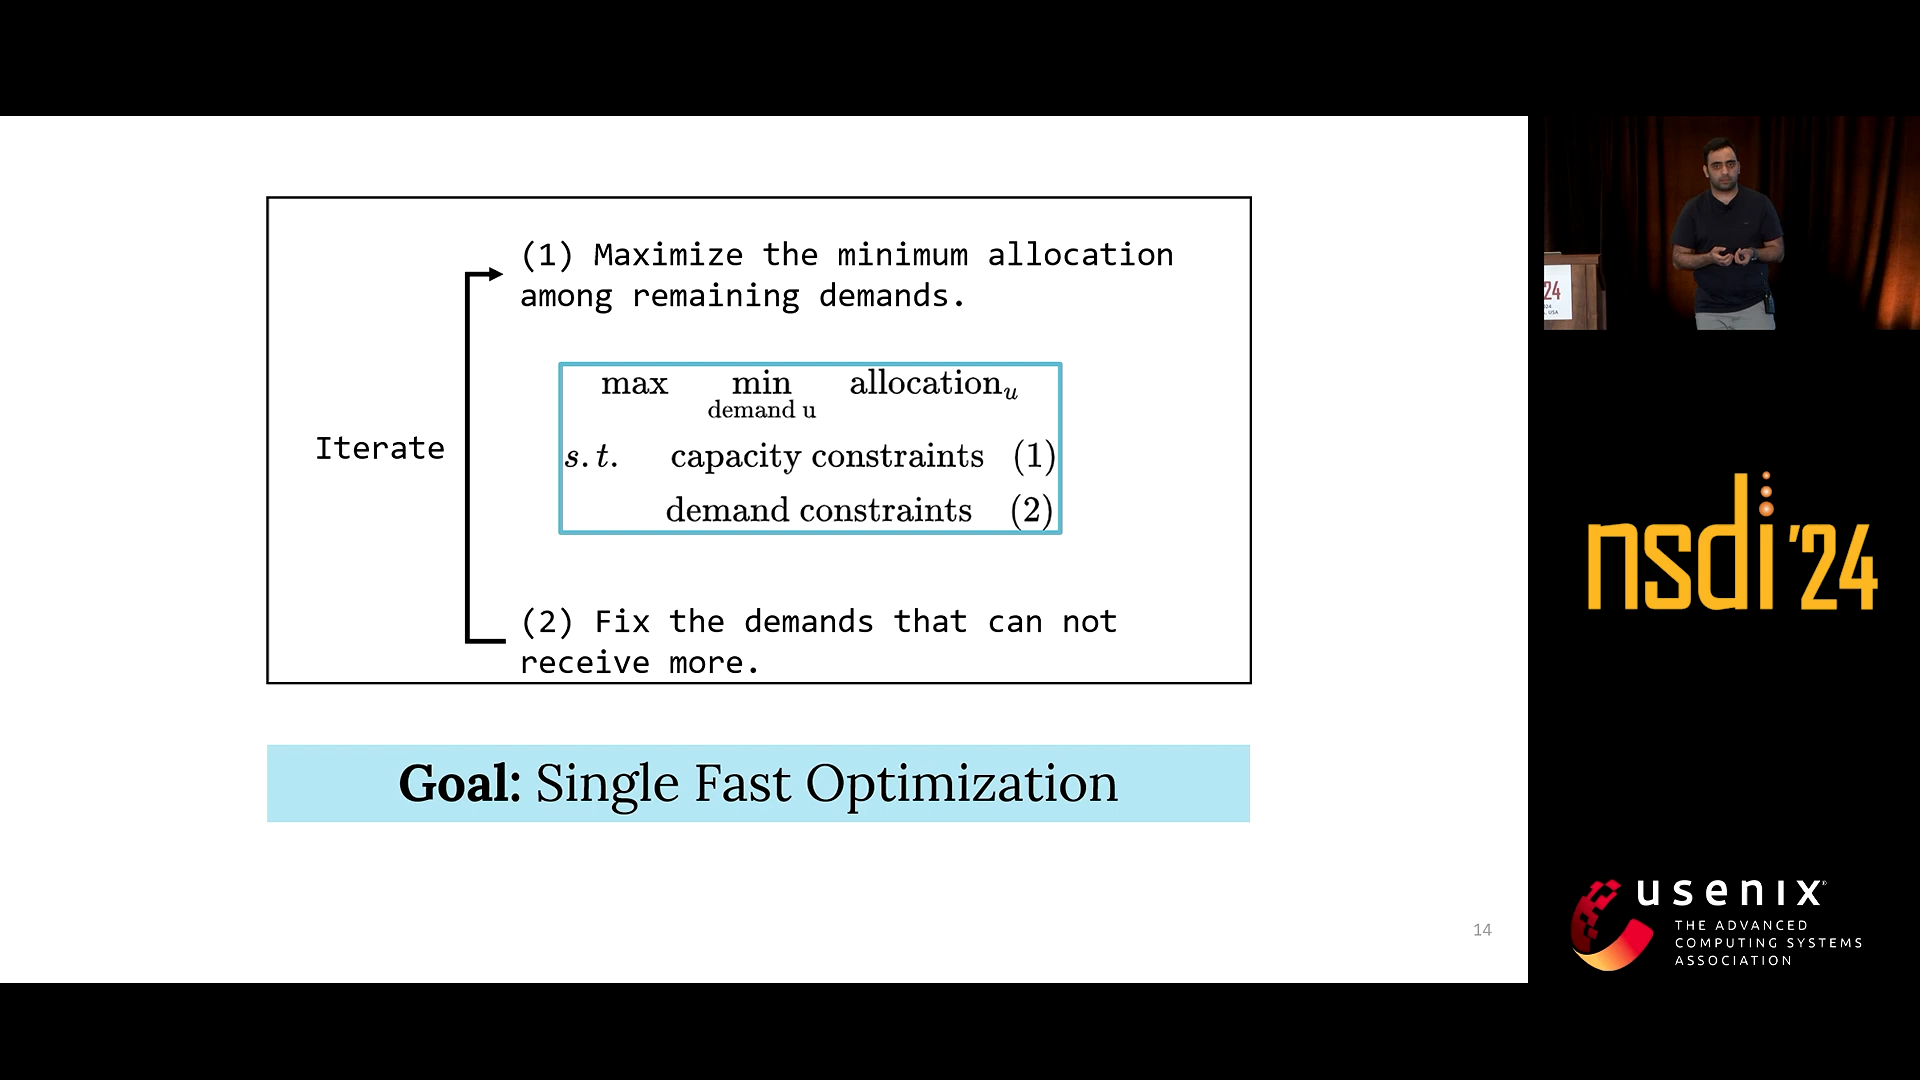 (1) Maximize the minimum allocation
among remaining demands.
max min allocation_u
demand u
s.t. capacity constraints (1)
demand constraints (2)
Iterate
(2) Fix the demands that can not
receive more.
Goal: Single Fast Optimization
14
24
USA
nsdi '24
usenix
THE ADVANCED
COMPUTING SYSTEMS
ASSOCIATION